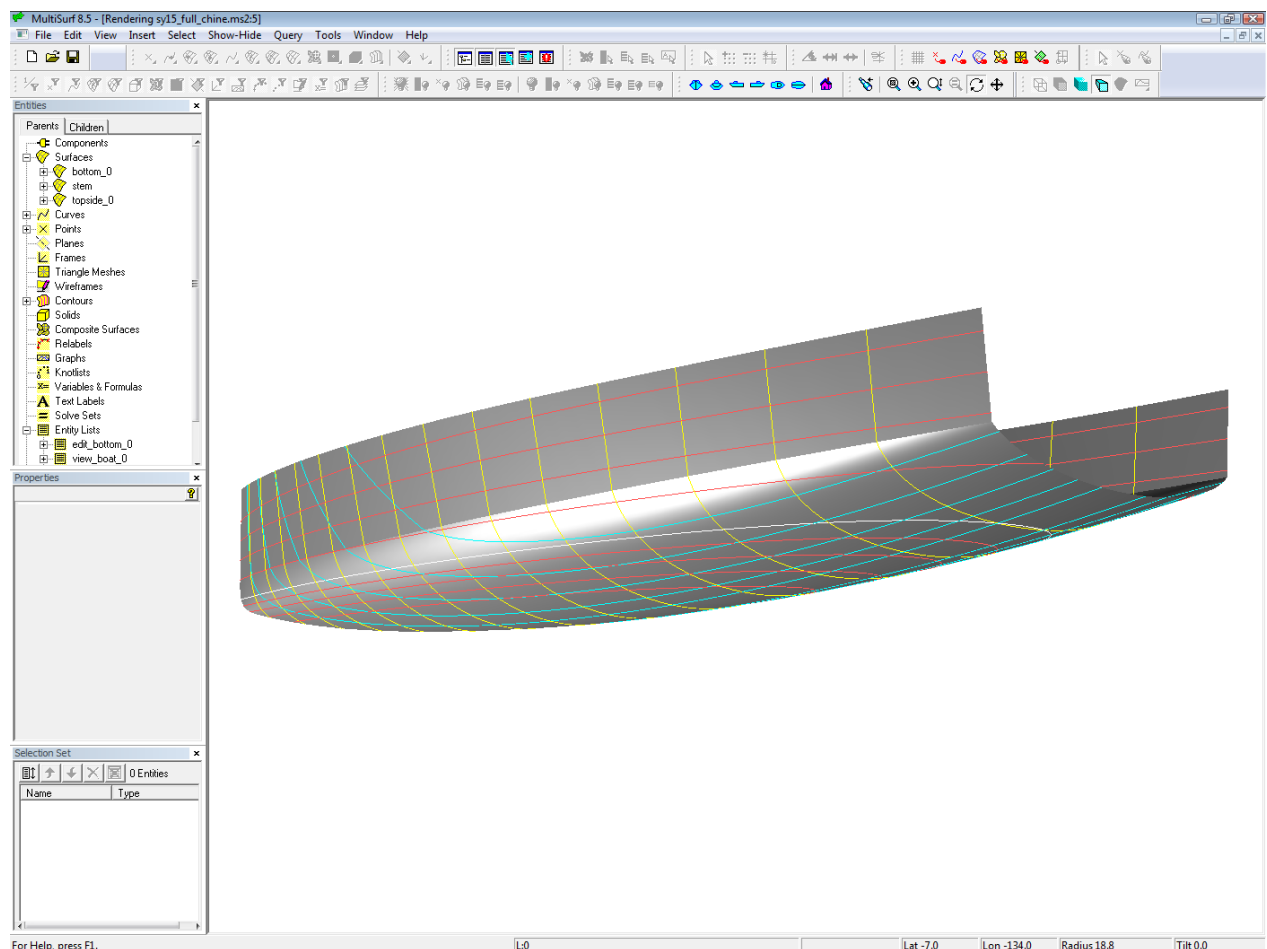 MultiSurf 8.5 - [Rendering sy15_full_chine.ms2:5]
File Edit View Insert Select Show-Hide Query Tools Window Help
Entities
Parents Children
Components
Surfaces
bottom_0
stem
topside_0
Curves
Points
Planes
Frames
Triangle Meshes
Wireframes
Contours
Solids
Composite Surfaces
Relabels
Graphs
Knotlists
Variables & Formulas
Text Labels
Solve Sets
Entity Lists
edit_bottom_0
view_boat_0
Properties
Selection Set
0 Entities
Name Type
For Help, press F1. L:0 Lat -7.0 Lon -134.0 Radius 18.8 Tilt 0.0